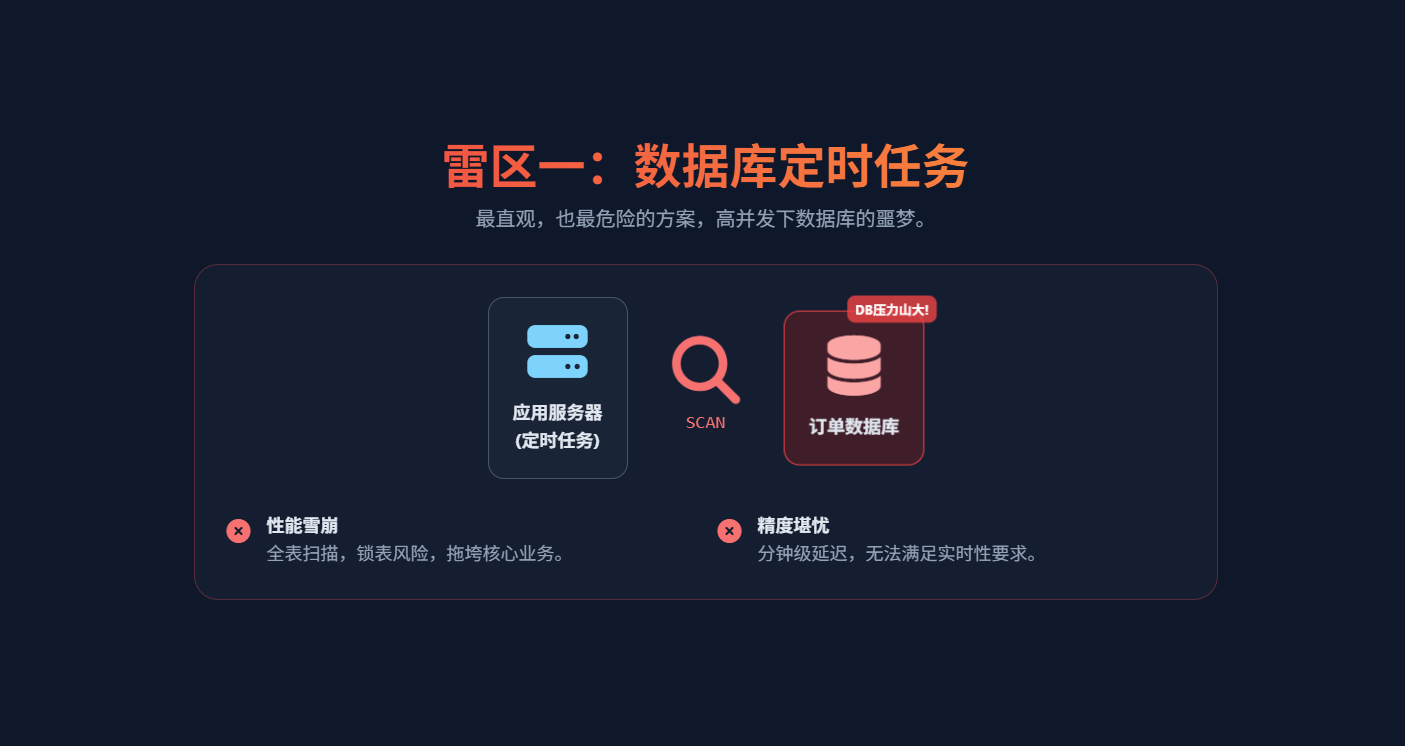 雷区一：数据库定时任务
最直观，也最危险的方案，高并发下数据库的噩梦。
应用服务器
(定时任务)
SCAN
DB压力山大!
订单数据库
性能雪崩
全表扫描，锁表风险，拖垮核心业务。
精度堪忧
分钟级延迟，无法满足实时性要求。